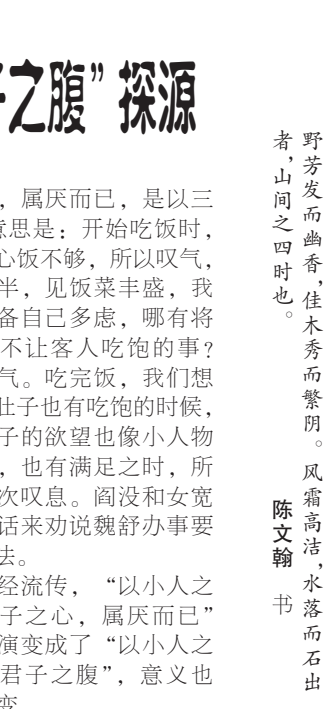 子之腹”探源
，属厌而已，是以三
意思是：开始吃饭时，
心饭不够，所以叹气，
半，见饭菜丰盛，我
备自己多虑，哪有将
不让客人吃饱的事？
气。吃完饭，我们想
肚子也有吃饱的时候，
子的欲望也像小人物
，也有满足之时，所
次叹息。阎没和女宽
话来劝说魏舒办事要
法。
经流传，“以小人之
子之心，属厌而已”
演变成了“以小人之
君子之腹”，意义也
变
野芳发而幽香，佳木秀而繁阴。风霜高洁，水落而石出
者，山间之四时也。
陈文翰 书